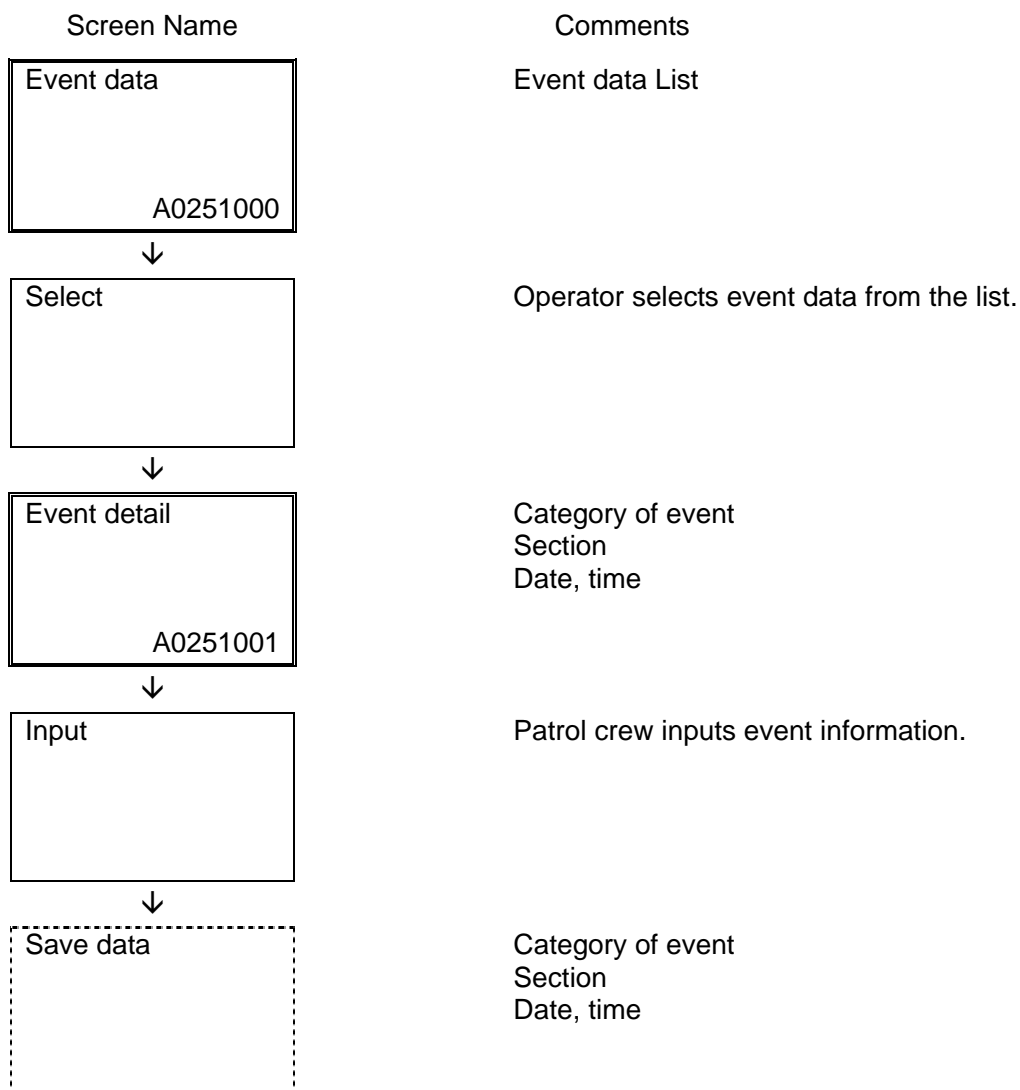 Screen Name Comments
Event data Event data List
A0251000
Select Operator selects event data from the list.
Event detail Category of event
Section
Date, time
A0251001
Input Patrol crew inputs event information.
Save data Category of event
Section
Date, time